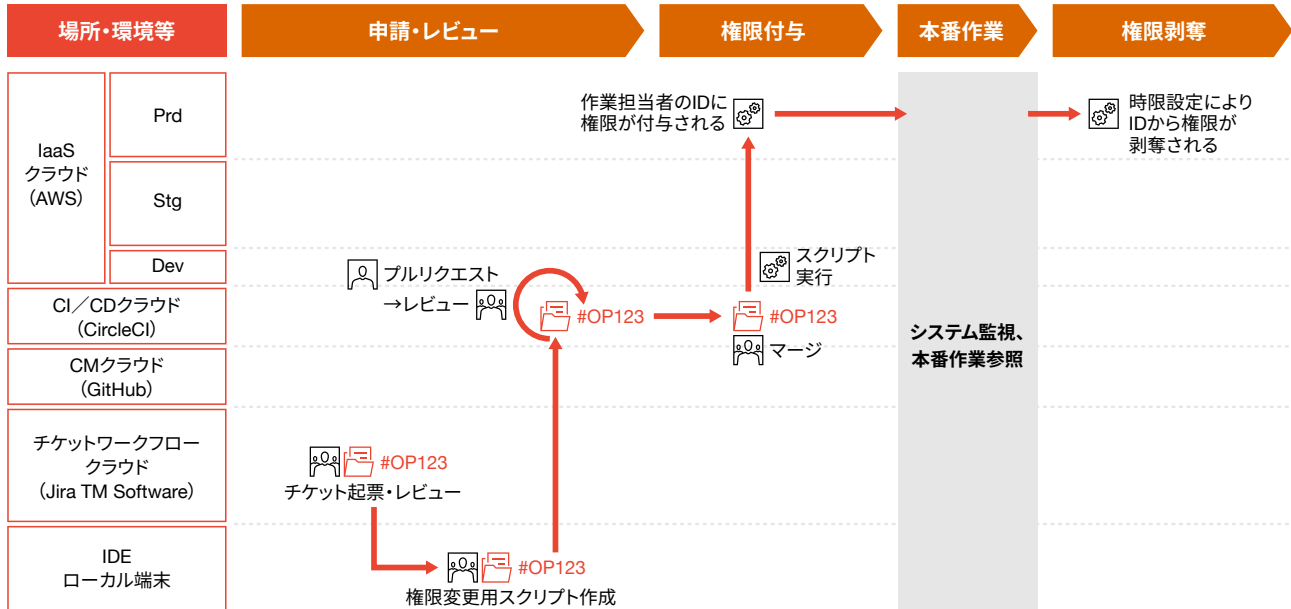 場所・環境等
申請・レビュー
権限付与
本番作業
権限剥奪
IaaS
クラウド
（AWS）
Prd
Stg
Dev
CI／CDクラウド
（CircleCI）
CMクラウド
（GitHub）
チケットワークフロー
クラウド
（Jira TM Software）
IDE
ローカル端末
#OP123
チケット起票・レビュー
#OP123
権限変更用スクリプト作成
プルリクエスト
→レビュー
#OP123
#OP123
マージ
スクリプト
実行
作業担当者のIDに
権限が付与される
システム監視、
本番作業参照
時限設定により
IDから権限が
剥奪される